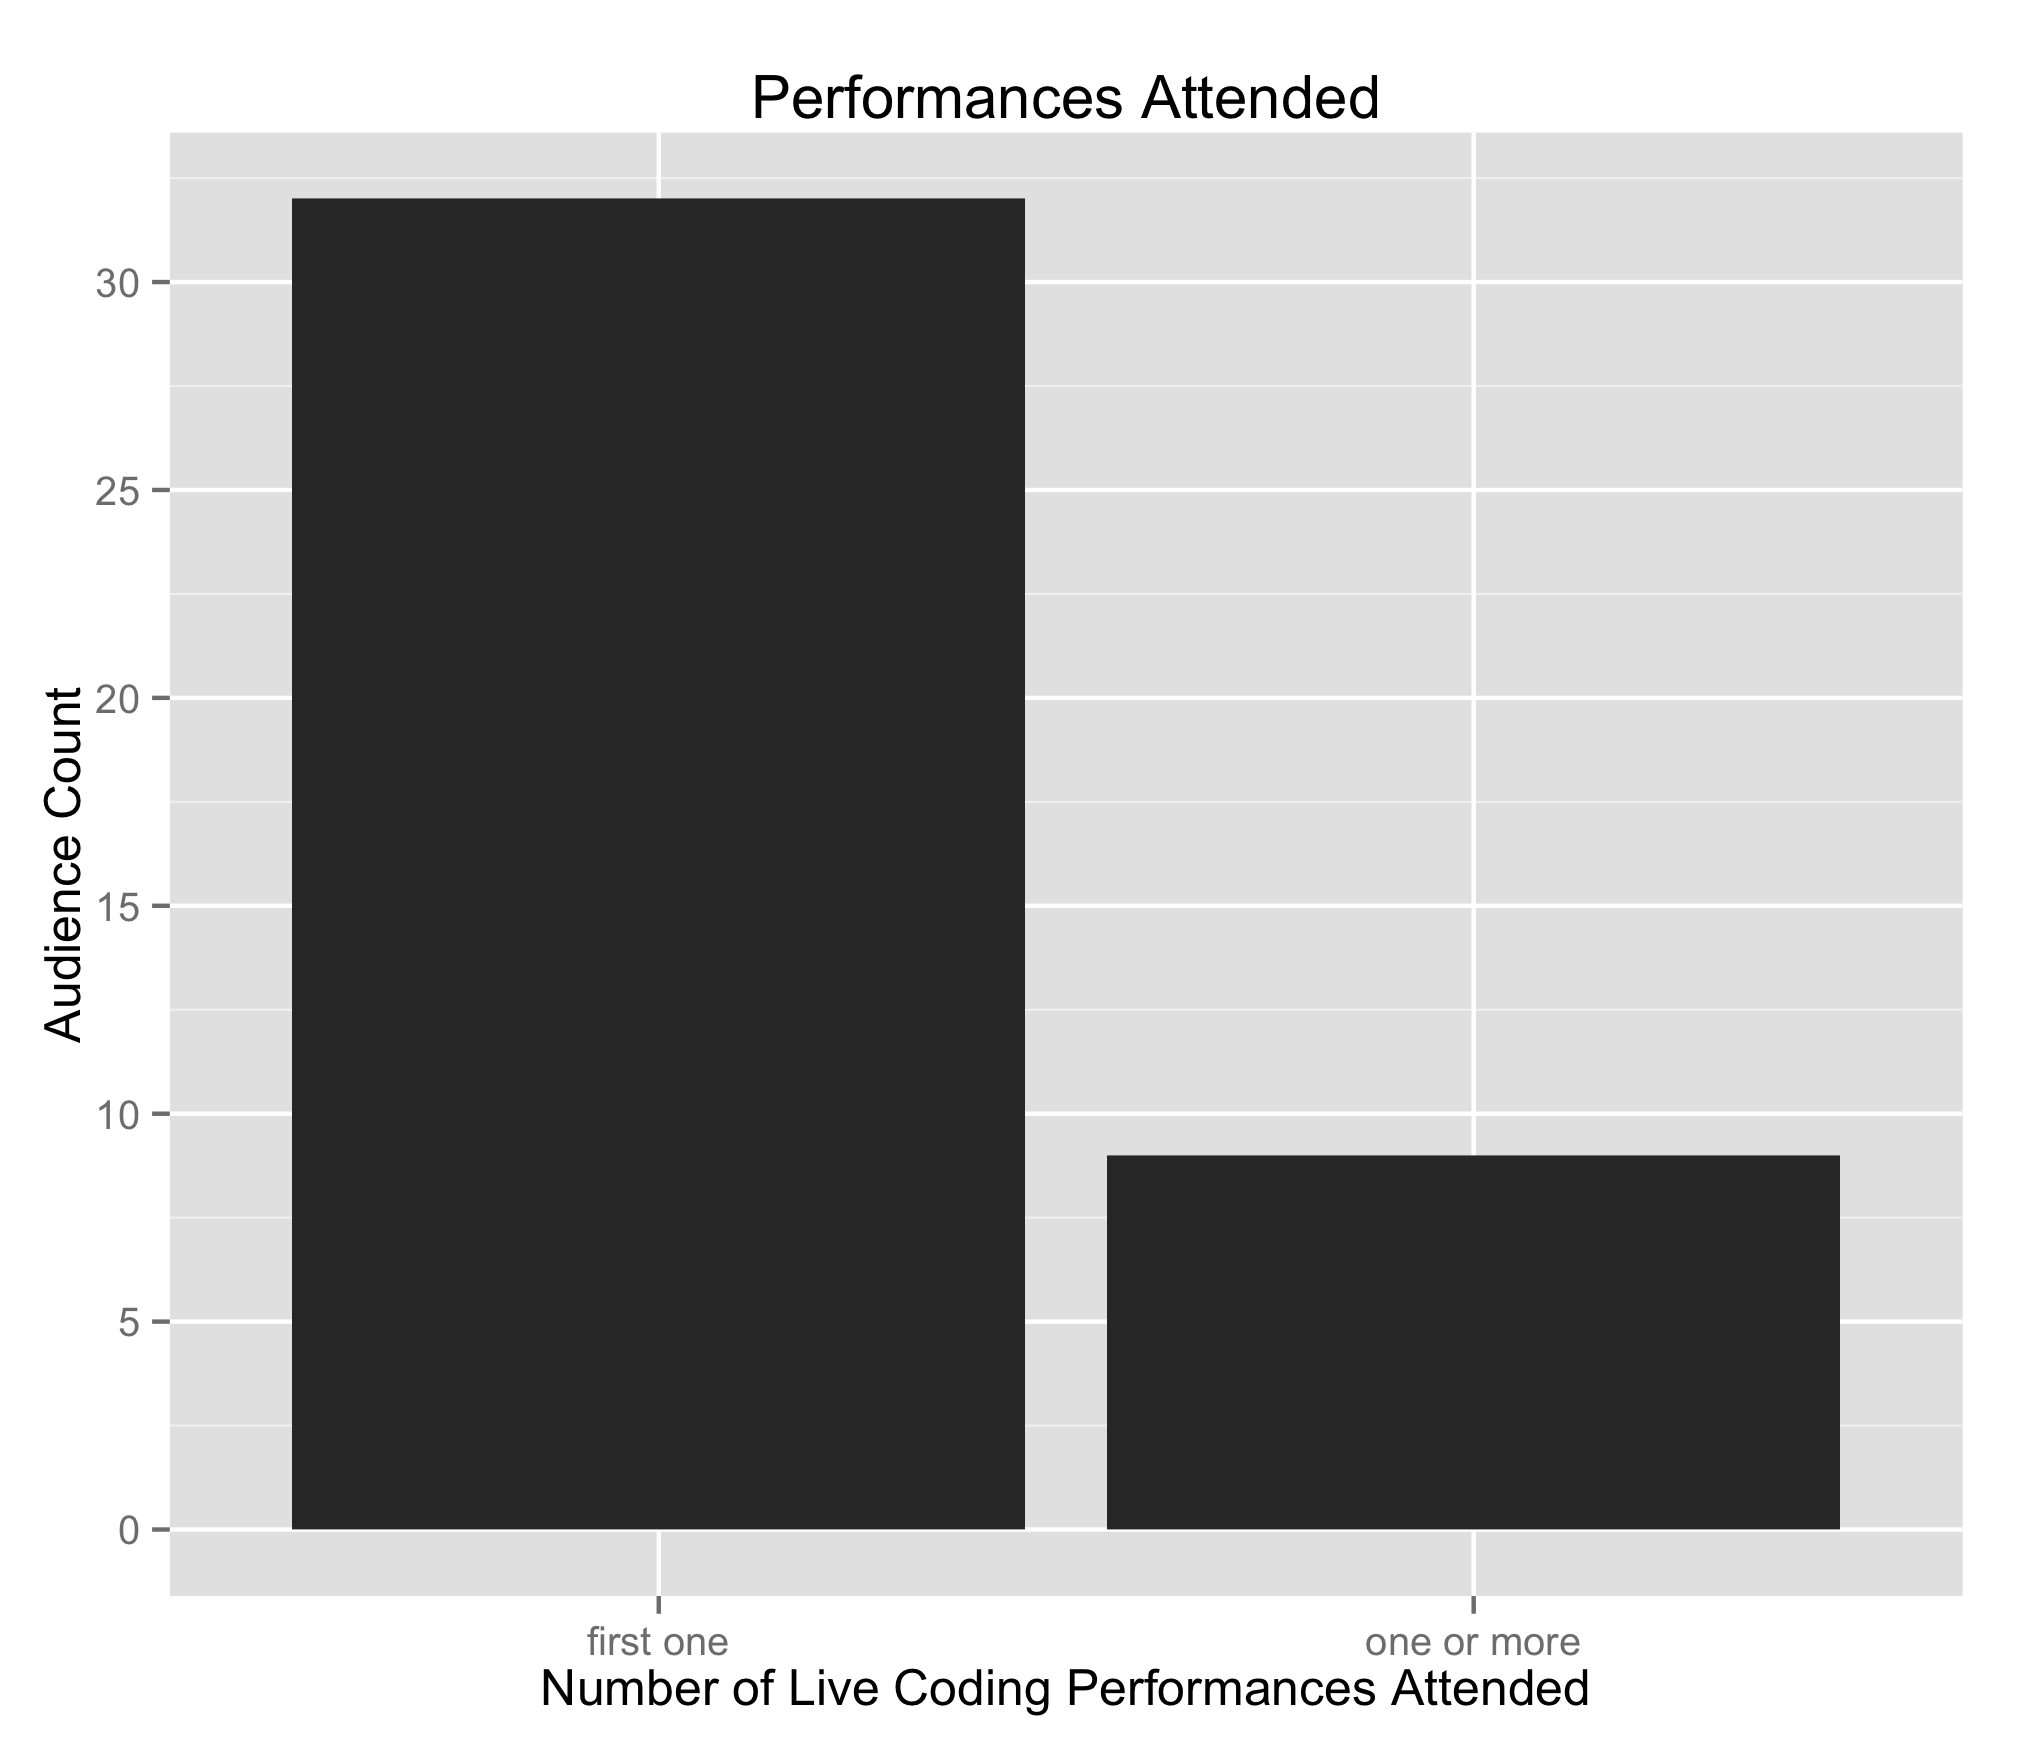 Performances Attended
Audience Count
30
25
20
15
10
5
0
first one
one or more
Number of Live Coding Performances Attended